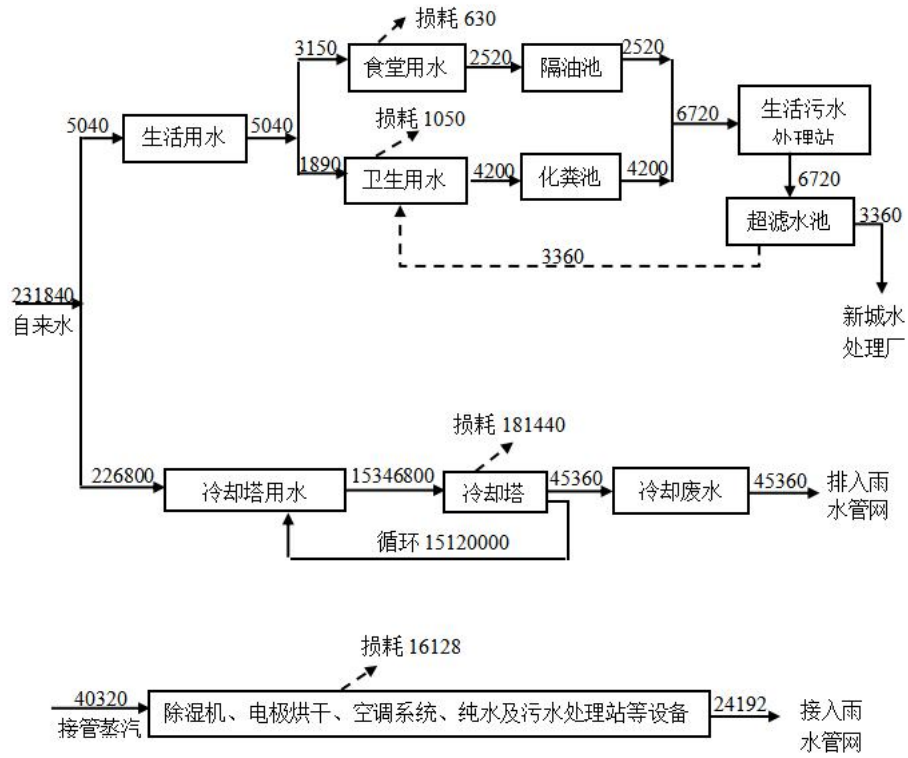 损耗 630
3150
食堂用水
2520
隔油池
2520
5040
生活用水
5040
损耗 1050
6720
生活污水
处理站
1890
卫生用水
4200
化粪池
4200
6720
超滤水池
3360
3360
231840
自来水
新城水
处理厂
损耗 181440
226800
冷却塔用水
15346800
冷却塔
45360
冷却废水
45360
排入雨
水管网
循环 15120000
损耗 16128
40320
接管蒸汽
除湿机、电极烘干、空调系统、纯水及污水处理站等设备
24192
接入雨
水管网